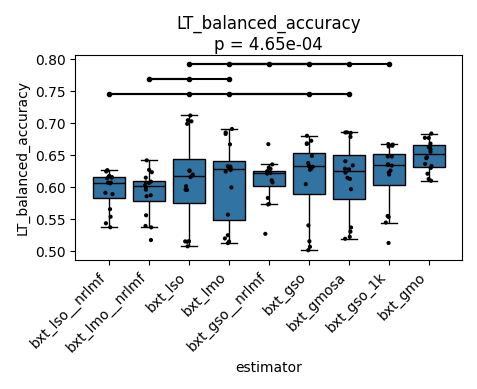 LT_balanced_accuracy
p = 4.65e-04
LT_balanced_accuracy
0.80
0.75
0.70
0.65
0.60
0.55
0.50
bxt_lso__nrlmf
bxt_lmo__nrlmf
bxt_lso
bxt_lmo
bxt_gso__nrlmf
bxt_gso
bxt_gmosa
bxt_gso_1k
bxt_gmo
estimator